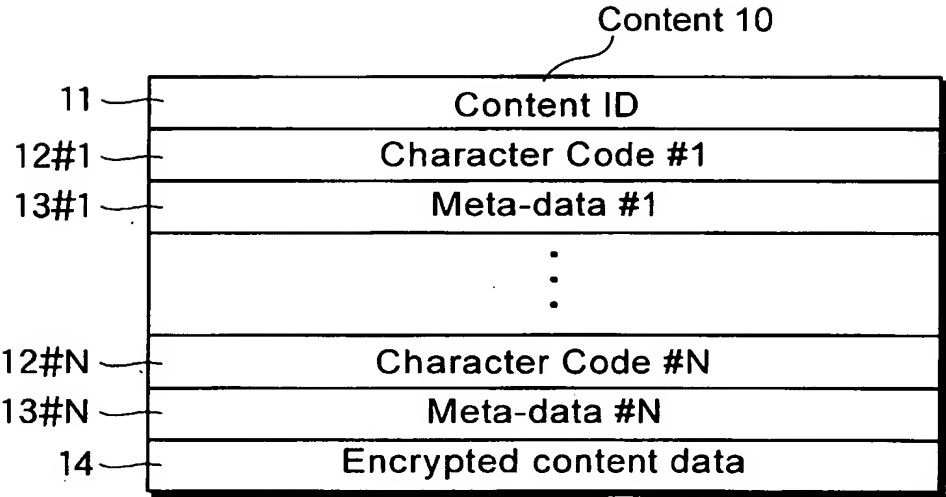 Content 10
11 Content ID
12#1 Character Code #1
13#1 Meta-data #1
12#N Character Code #N
13#N Meta-data #N
14 Encrypted content data